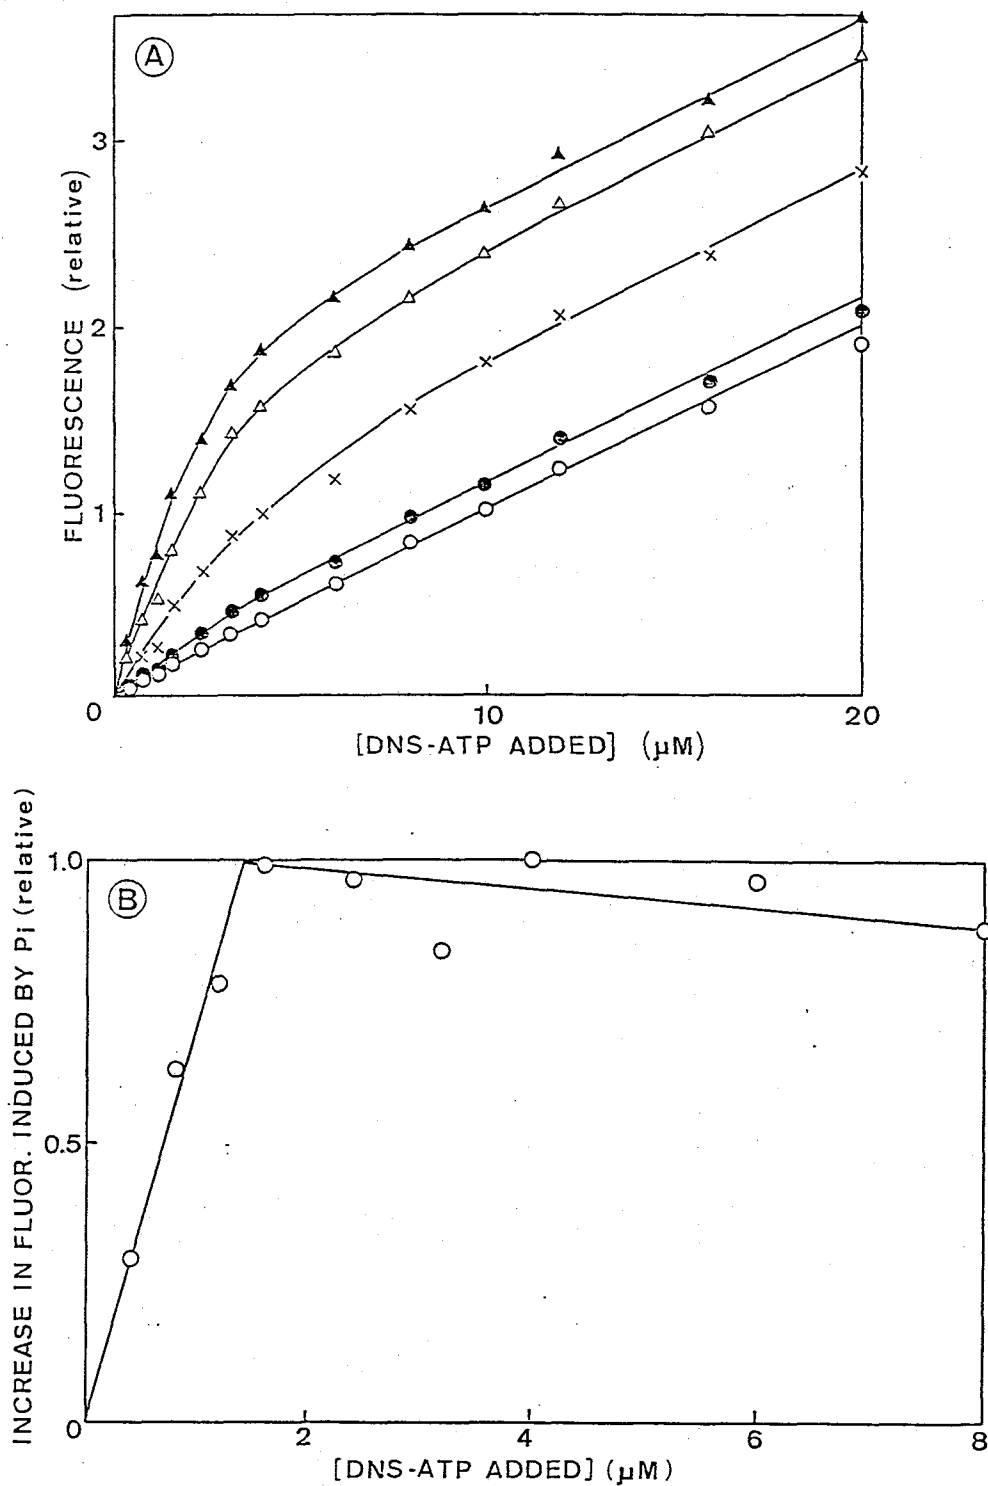 A
3
2
1
0
10
20
FLUORESCENCE (relative)
[DNS-ATP ADDED] (μM)
B
1.0
0.5
0
2
4
6
8
INCREASE IN FLUOR. INDUCED BY Pi (relative)
[DNS-ATP ADDED] (μM)